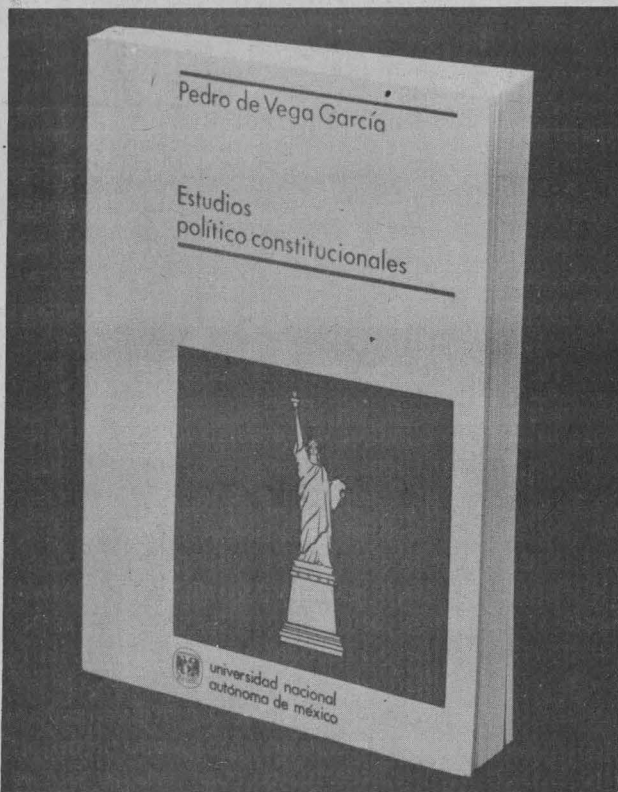 Pedro de Vega García
Estudios
político constitucionales
universidad nacional
autónoma de méxico